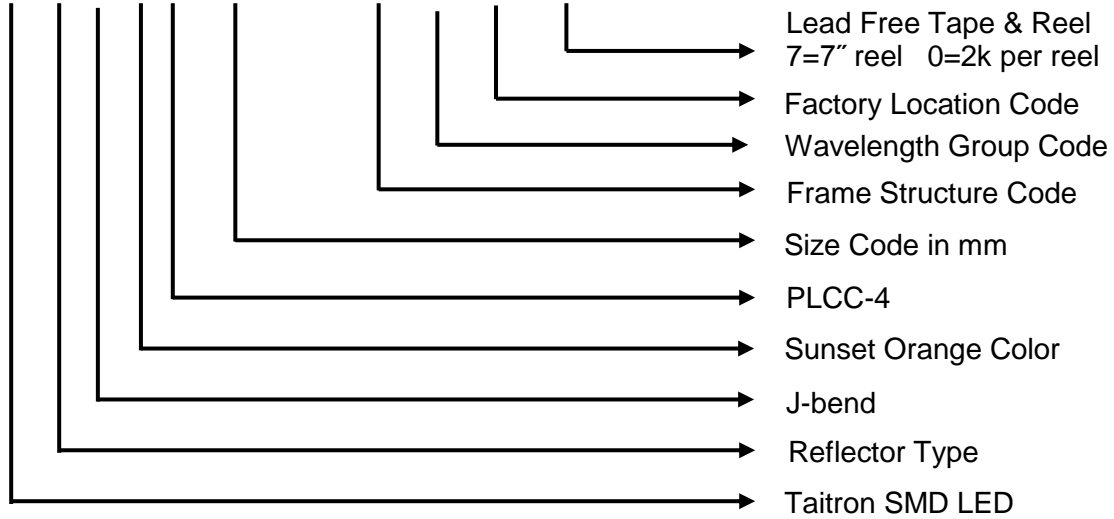 Lead Free Tape & Reel
7=7˝ reel 0=2k per reel
Factory Location Code
Wavelength Group Code
Frame Structure Code
Size Code in mm
PLCC-4
Sunset Orange Color
J-bend
Reflector Type
Taitron SMD LED